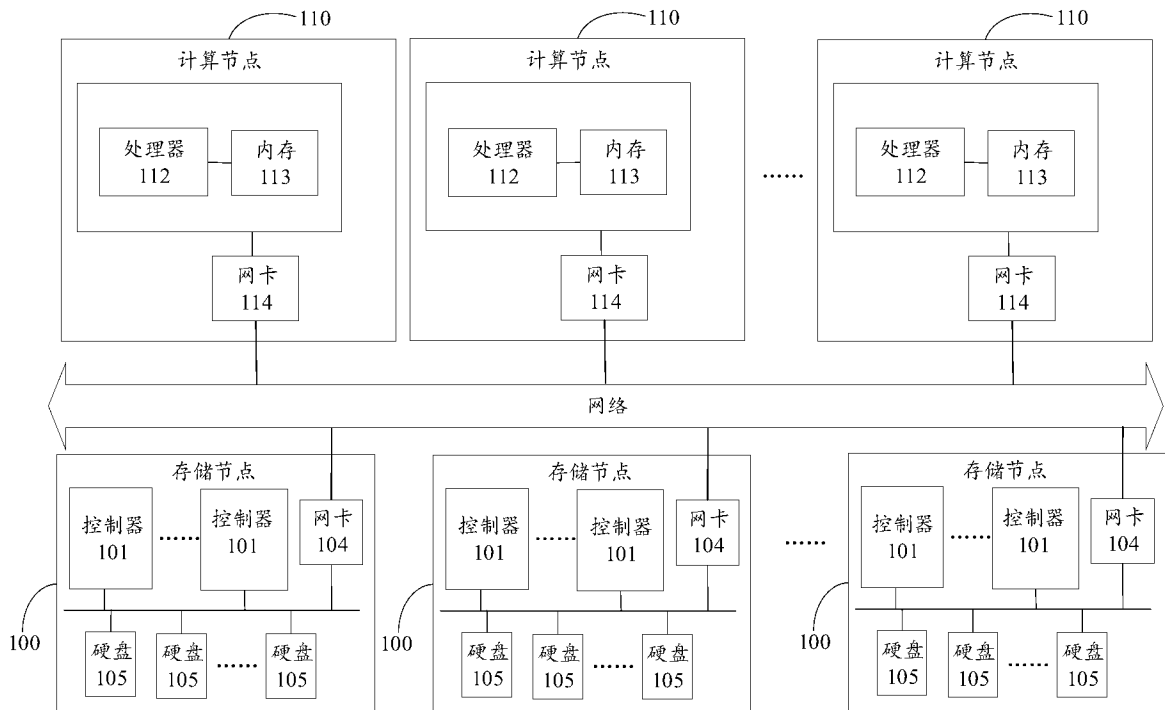 110
110
110
计算节点
计算节点
计算节点
处理器
112
内存
113
处理器
112
内存
113
……
处理器
112
内存
113
网卡
114
网卡
114
网卡
114
网络
存储节点
存储节点
存储节点
控制器
101
……
控制器
101
网卡
104
控制器
101
……
控制器
101
网卡
104
……
控制器
101
……
控制器
101
网卡
104
100
100
100
硬盘
105
硬盘
105
……
硬盘
105
硬盘
105
硬盘
105
……
硬盘
105
……
硬盘
105
硬盘
105
……
硬盘
105